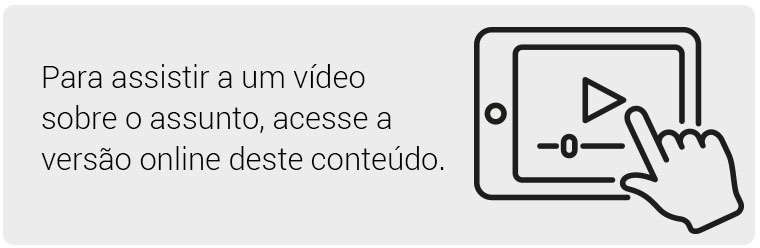 Para assistir a um vídeo
sobre o assunto, acesse a
versão online deste conteúdo.